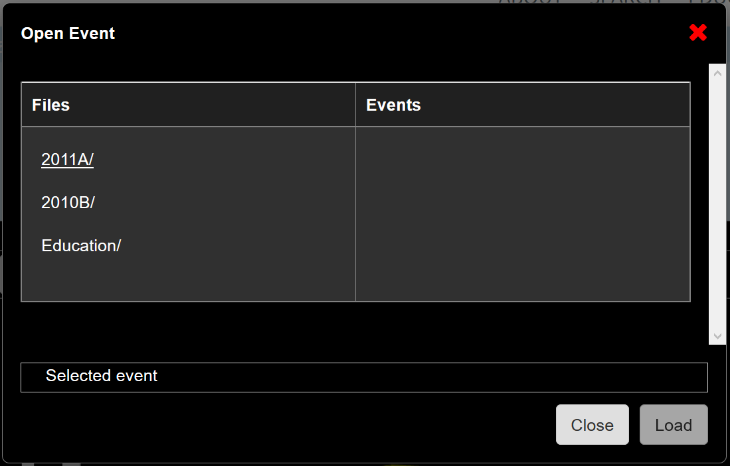 Open Event
Files Events
2011A/
2010B/
Education/
Selected event
Close Load